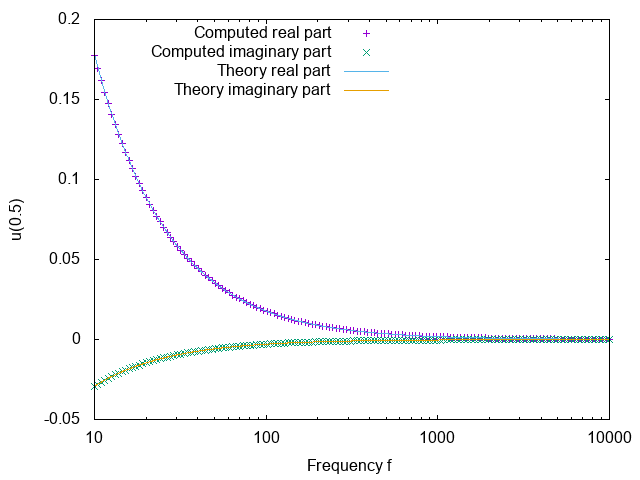 0.2
Computed real part
Computed imaginary part
Theory real part
Theory imaginary part
0.15
0.1
u(0.5)
0.05
0
-0.05
10 100 1000 10000
Frequency f